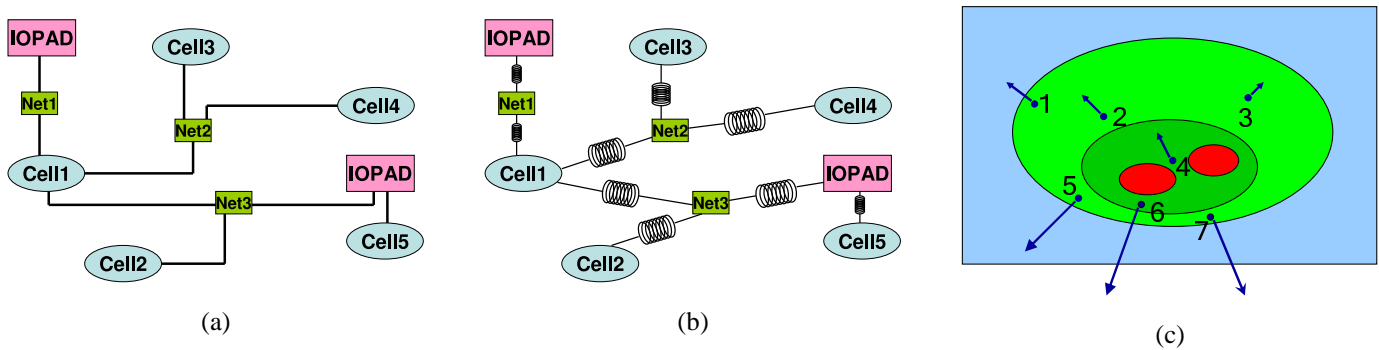 IOPAD
Cell3
Net1
Cell4
Net2
Cell1
IOPAD
Net3
Cell2
Cell5
(a)
IOPAD
Cell3
Net1
Cell4
Net2
Cell1
IOPAD
Net3
Cell2
Cell5
(b)
1
2
3
4
5
6
7
(c)